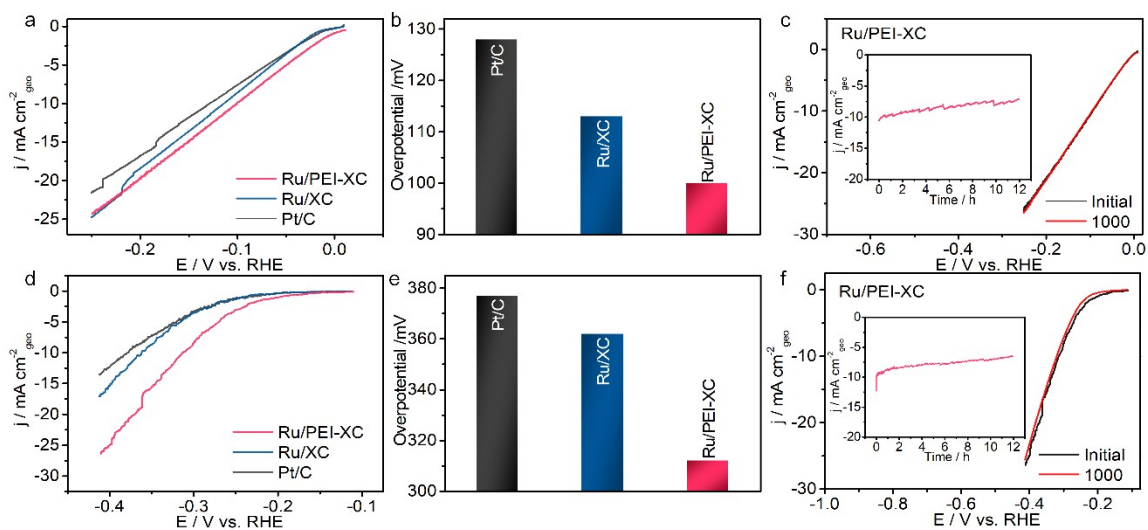 a
0
-5
-10
-15
-20
-25
j / mA cm⁻²geo
Ru/PEI-XC
Ru/XC
Pt/C
-0.2
-0.1
0.0
E / V vs. RHE
b
130
120
110
100
90
Overpotential /mV
Pt/C
Ru/XC
Ru/PEI-XC
c
Ru/PEI-XC
0
-10
-20
-30
-40
-50
j / mA cm⁻²geo
0
-5
-10
-15
-20
j / mA cm⁻²geo
0 2 4 6 8 10 12
Time / h
Initial
1000
-0.6
-0.4
-0.2
0.0
E / V vs. RHE
d
0
-5
-10
-15
-20
-25
-30
j / mA cm⁻²geo
Ru/PEI-XC
Ru/XC
Pt/C
-0.4
-0.3
-0.2
-0.1
E / V vs. RHE
e
380
360
340
320
300
Overpotential /mV
Pt/C
Ru/XC
Ru/PEI-XC
f
Ru/PEI-XC
0
-10
-20
-30
j / mA cm⁻²geo
0
-5
-10
-15
-20
j / mA cm⁻²geo
0 2 4 6 8 10 12
Time / h
Initial
1000
-1.0
-0.8
-0.6
-0.4
-0.2
E / V vs. RHE